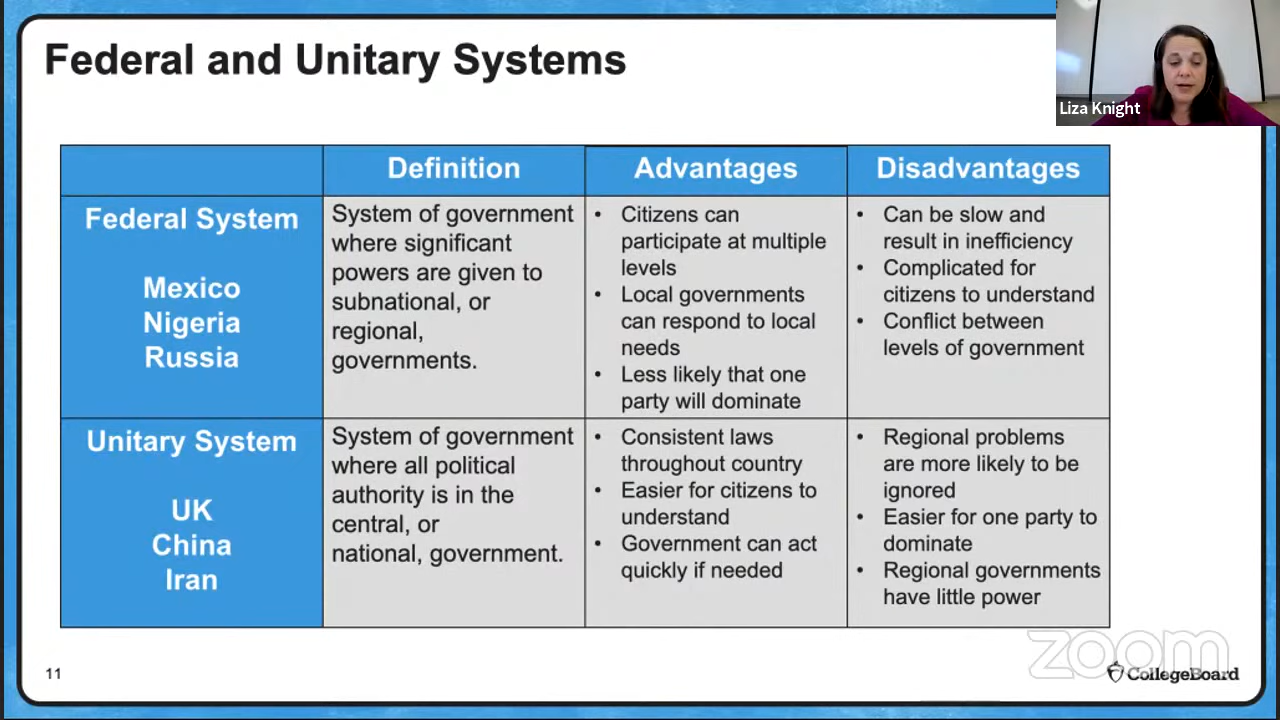 Federal and Unitary Systems
Liza Knight
Definition
Advantages
Disadvantages
Federal System
Mexico
Nigeria
Russia
System of government
where significant
powers are given to
subnational, or
regional,
governments.
• Citizens can
participate at multiple
levels
• Local governments
can respond to local
needs
• Less likely that one
party will dominate
• Can be slow and
result in inefficiency
• Complicated for
citizens to understand
• Conflict between
levels of government
Unitary System
UK
China
Iran
System of government
where all political
authority is in the
central, or
national, government.
• Consistent laws
throughout country
• Easier for citizens to
understand
• Government can act
quickly if needed
• Regional problems
are more likely to be
ignored
• Easier for one party to
dominate
• Regional governments
have little power
zoom
11
CollegeBoard